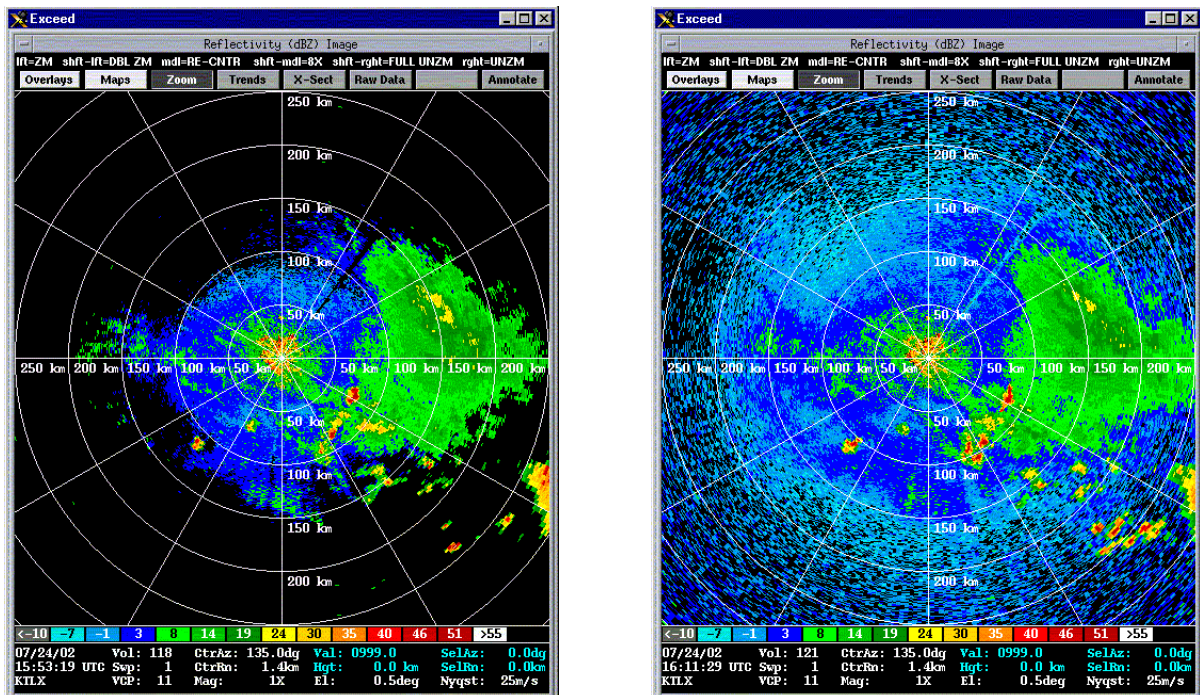 Exceed
Reflectivity (dBZ) Image
lft=ZM shft-lft=DBL ZM mdl=RE-CNTR shft-mdl=8X shft-rght=FULL UNZM rght=UNZM
Overlays Maps Zoom Trends X-Sect Raw Data Annotate
250 km
200 km
150 km
100 km
50 km
250 km 200 km 150 km 100 km 50 km 50 km 100 km 150 km 200 km
50 km
100 km
150 km
200 km
<-10 -7 -1 3 8 14 19 24 30 35 40 46 51 >55
07/24/02 Vol: 118 CtrAz: 135.0dg Val: 0999.0 SelAz: 0.0dg
15:53:19 UTC Swp: 1 CtrRn: 1.4km Hgt: 0.0 km SelRn: 0.0km
KTLX VCP: 11 Mag: 1X El: 0.5deg Nyqst: 25m/s
Exceed
Reflectivity (dBZ) Image
lft=ZM shft-lft=DBL ZM mdl=RE-CNTR shft-mdl=8X shft-rght=FULL UNZM rght=UNZM
Overlays Maps Zoom Trends X-Sect Raw Data Annotate
250 km
200 km
150 km
100 km
50 km
250 km 200 km 150 km 100 km 50 km 50 km 100 km 150 km 200 km
50 km
100 km
150 km
200 km
<-10 -7 -1 3 8 14 19 24 30 35 40 46 51 >55
07/24/02 Vol: 121 CtrAz: 135.0dg Val: 0999.0 SelAz: 0.0dg
16:11:29 UTC Swp: 1 CtrRn: 1.4km Hgt: 0.0 km SelRn: 0.0km
KTLX VCP: 11 Mag: 1X El: 0.5deg Nyqst: 25m/s